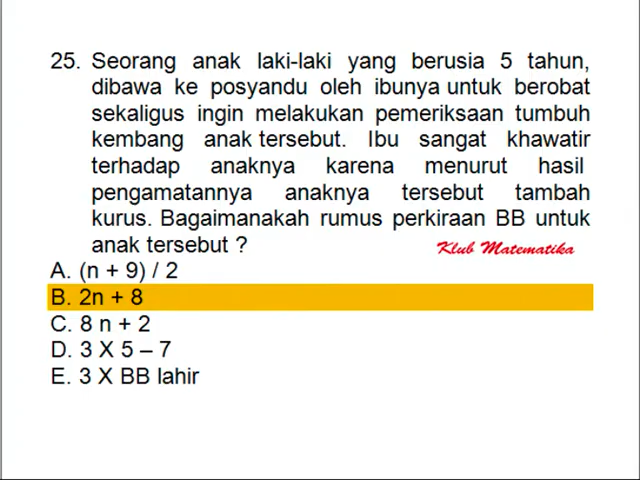 25. Seorang anak laki-laki yang berusia 5 tahun,
dibawa ke posyandu oleh ibunya untuk berobat
sekaligus ingin melakukan pemeriksaan tumbuh
kembang anak tersebut. Ibu sangat khawatir
terhadap anaknya karena menurut hasil
pengamatannya anaknya tersebut tambah
kurus. Bagaimanakah rumus perkiraan BB untuk
anak tersebut ?
Klub Matematika
A. (n + 9) / 2
B. 2n + 8
C. 8 n + 2
D. 3 X 5 – 7
E. 3 X BB lahir